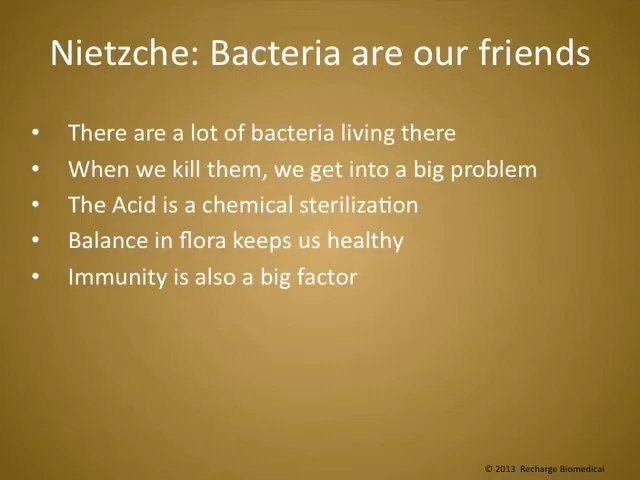 Nietzche: Bacteria are our friends
• There are a lot of bacteria living there
• When we kill them, we get into a big problem
• The Acid is a chemical sterilization
• Balance in flora keeps us healthy
• Immunity is also a big factor
© 2013 Recharge Biomedical